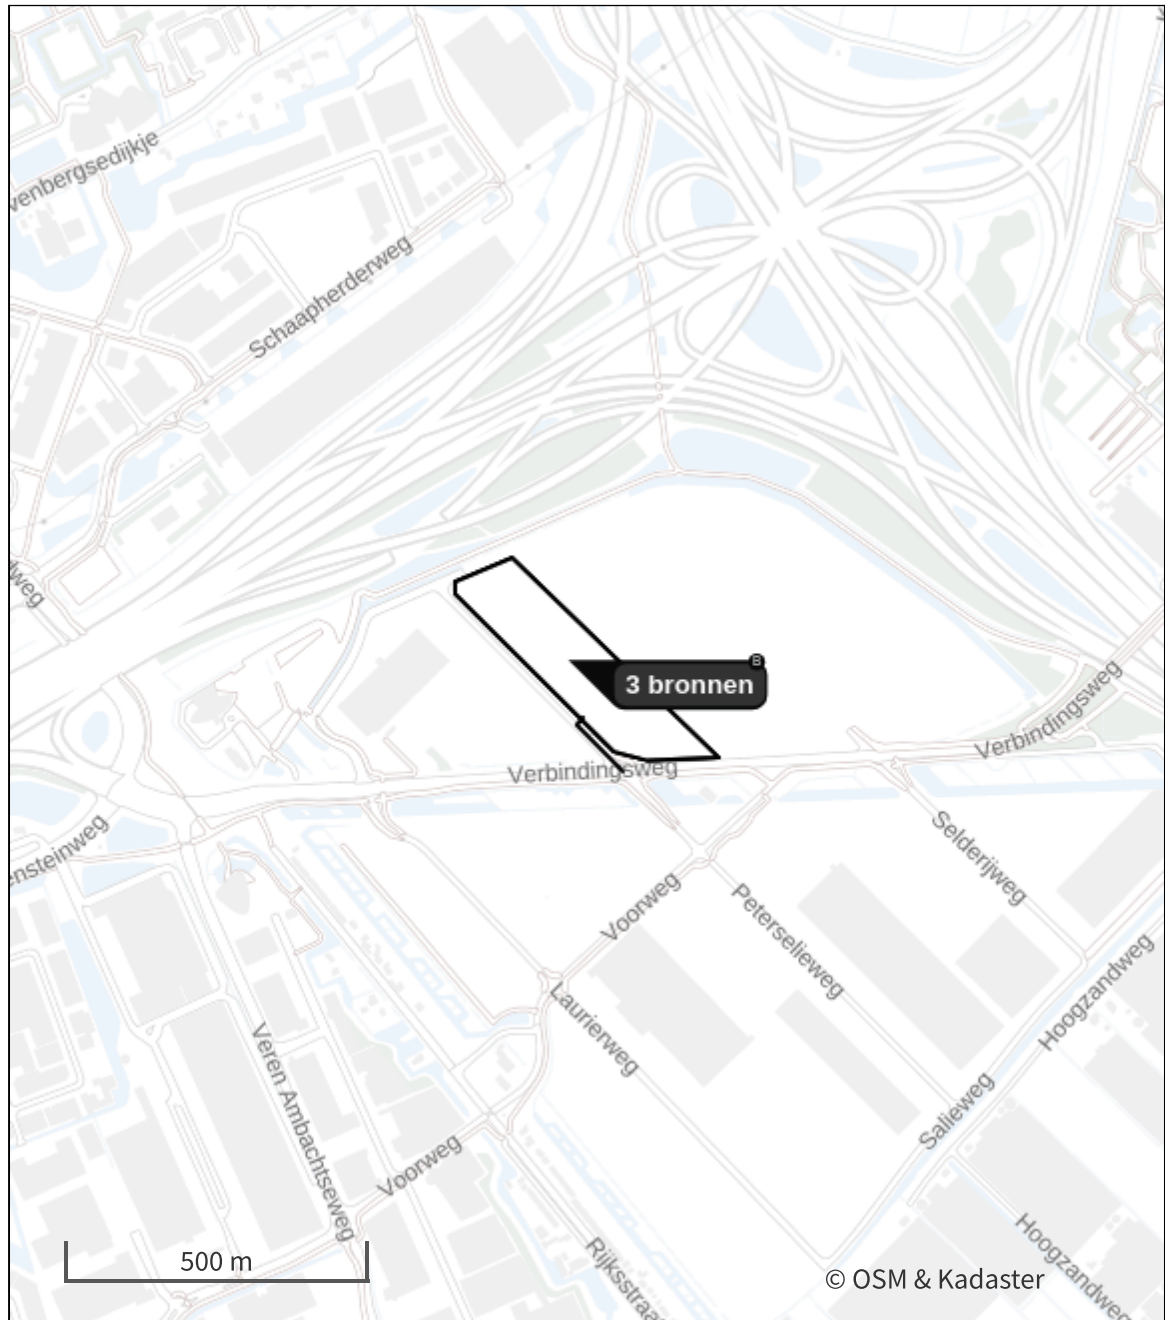 venbergsedijkje
Schaapherderweg
lweg
B
3 bronnen
Verbindingsweg
Verbindingsweg
ensteinweg
Selderijweg
Voorweg
Peterselieweg
Hoogzandweg
Laurierweg
Veren Ambachtseweg
Salieweg
Voorweg
Hoogzandweg
Rijksstraa
500 m
© OSM & Kadaster